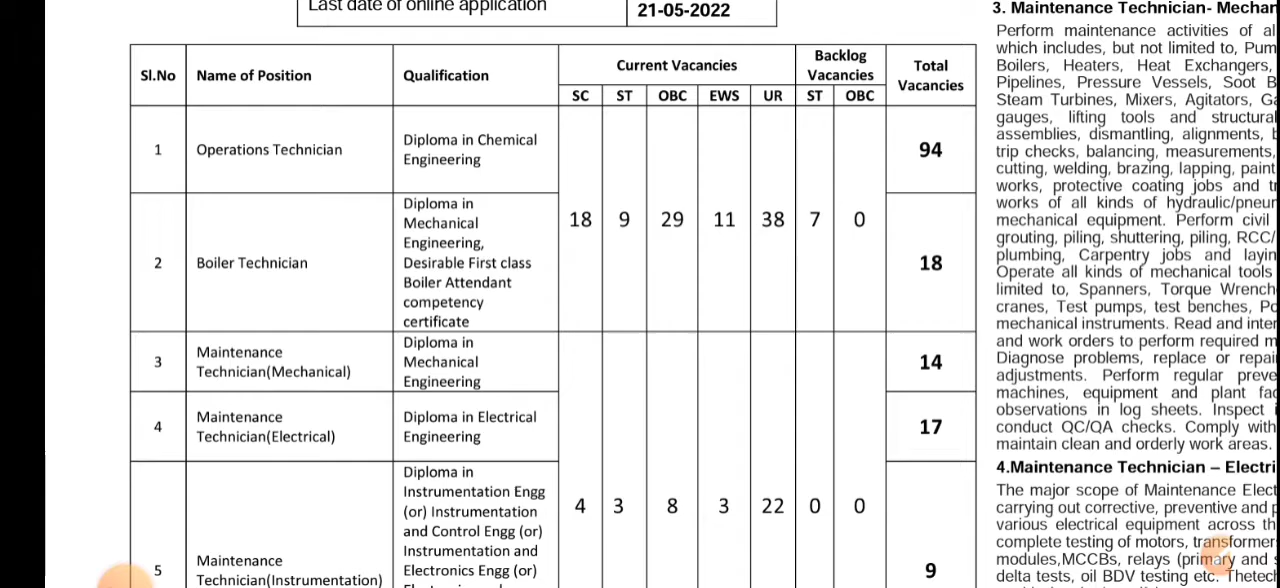 Last date of online application 21-05-2022
Sl.No Name of Position Qualification Current Vacancies Backlog Vacancies Total Vacancies
SC ST OBC EWS UR ST OBC
1 Operations Technician Diploma in Chemical Engineering 94
2 Boiler Technician Diploma in Mechanical Engineering, Desirable First class Boiler Attendant competency certificate 18
18 9 29 11 38 7 0
3 Maintenance Technician(Mechanical) Diploma in Mechanical Engineering 14
4 Maintenance Technician(Electrical) Diploma in Electrical Engineering 17
5 Maintenance Technician(Instrumentation) Diploma in Instrumentation Engg (or) Instrumentation and Control Engg (or) Instrumentation and Electronics Engg (or) 9
4 3 8 3 22 0 0
3. Maintenance Technician- Mechan
Perform maintenance activities of al
which includes, but not limited to, Pum
Boilers, Heaters, Heat Exchangers,
Pipelines, Pressure Vessels, Soot B
Steam Turbines, Mixers, Agitators, Ga
gauges, lifting tools and structural
assemblies, dismantling, alignments,
trip checks, balancing, measurements,
cutting, welding, brazing, lapping, paint
works, protective coating jobs and tr
works of all kinds of hydraulic/pneur
mechanical equipment. Perform civil
grouting, piling, shuttering, piling, RCC/
plumbing, Carpentry jobs and layin
Operate all kinds of mechanical tools
limited to, Spanners, Torque Wrench
cranes, Test pumps, test benches, Po
mechanical instruments. Read and inter
and work orders to perform required m
Diagnose problems, replace or repai
adjustments. Perform regular preve
machines, equipment and plant fac
observations in log sheets. Inspect
conduct QC/QA checks. Comply with
maintain clean and orderly work areas.
4.Maintenance Technician – Electri
The major scope of Maintenance Elect
carrying out corrective, preventive and p
various electrical equipment across th
complete testing of motors, transformer
modules,MCCBs, relays (primary and s
delta tests, oil BDV testing etc. Thetech